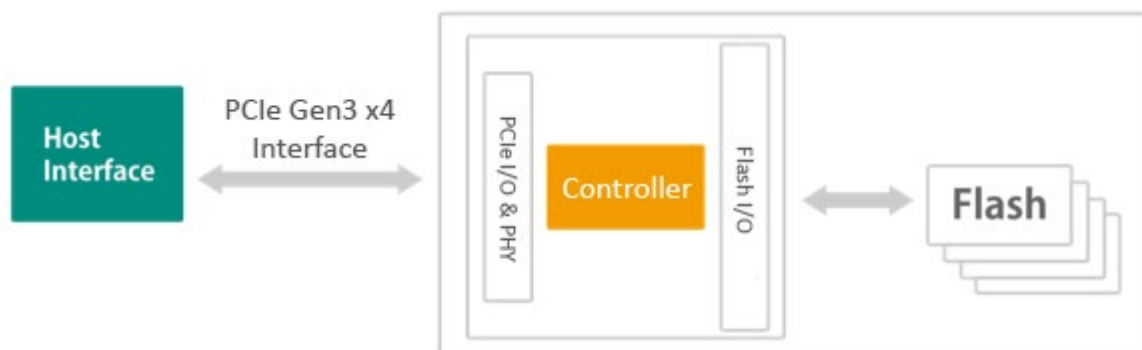 Host
Interface
PCIe Gen3 x4
Interface
PCIe I/O & PHY
Controller
Flash I/O
Flash